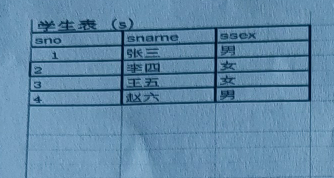 学生表 (s)
sno sname ssex
1 张三 男
2 李四 女
3 王五 女
4 赵六 男